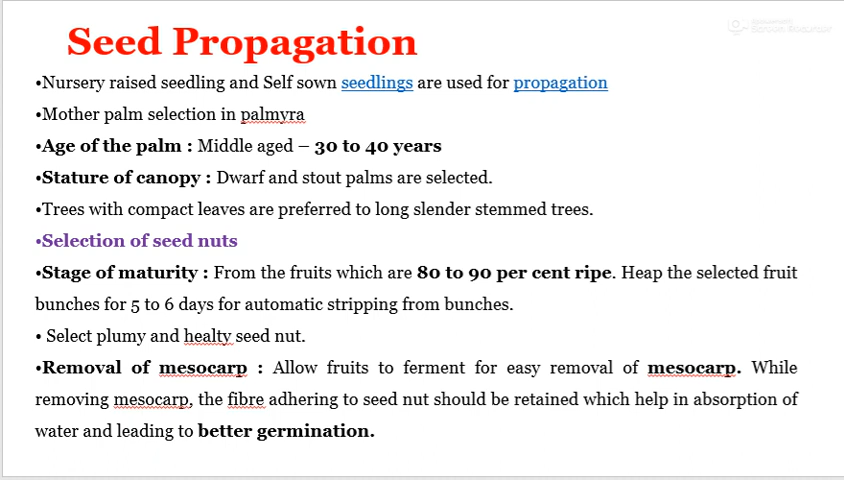 Seed Propagation
•Nursery raised seedling and Self sown seedlings are used for propagation
•Mother palm selection in palmyra
•Age of the palm : Middle aged – 30 to 40 years
•Stature of canopy : Dwarf and stout palms are selected.
•Trees with compact leaves are preferred to long slender stemmed trees.
•Selection of seed nuts
•Stage of maturity : From the fruits which are 80 to 90 per cent ripe. Heap the selected fruit
bunches for 5 to 6 days for automatic stripping from bunches.
• Select plumy and healty seed nut.
•Removal of mesocarp : Allow fruits to ferment for easy removal of mesocarp. While
removing mesocarp, the fibre adhering to seed nut should be retained which help in absorption of
water and leading to better germination.